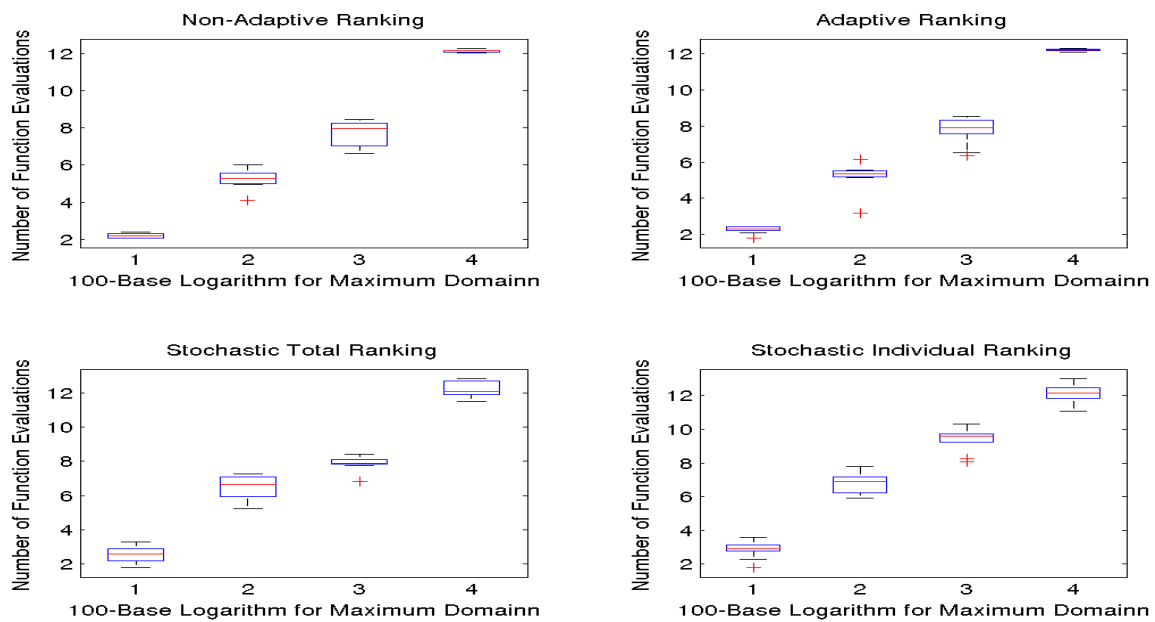 Non-Adaptive Ranking
Number of Function Evaluations
12
10
8
6
4
2
1 2 3 4
100-Base Logarithm for Maximum Domainn
Adaptive Ranking
Number of Function Evaluations
12
10
8
6
4
2
1 2 3 4
100-Base Logarithm for Maximum Domainn
Stochastic Total Ranking
Number of Function Evaluations
12
10
8
6
4
2
1 2 3 4
100-Base Logarithm for Maximum Domainn
Stochastic Individual Ranking
Number of Function Evaluations
12
10
8
6
4
2
1 2 3 4
100-Base Logarithm for Maximum Domainn